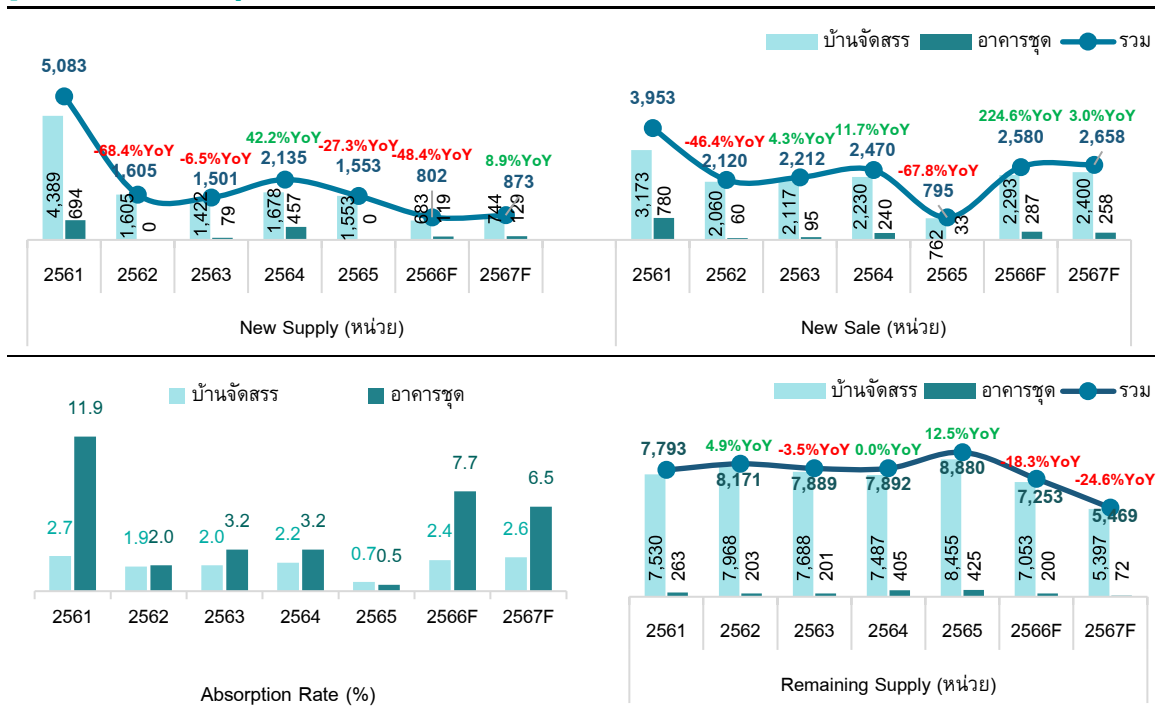 บ้านจัดสรร อาคารชุด รวม
5,083
-68.4%YoY -6.5%YoY 42.2%YoY -27.3%YoY -48.4%YoY 8.9%YoY
1,605 1,501 2,135 1,553 802 873
4,389 694 1,605 0 1,422 79 1,678 457 1,553 0 683 119 744 129
2561 2562 2563 2564 2565 2566F 2567F
New Supply (หน่วย)
3,953
-46.4%YoY 4.3%YoY 11.7%YoY -67.8%YoY 224.6%YoY 3.0%YoY
2,120 2,212 2,470 795 2,580 2,658
3,173 780 2,060 60 2,117 95 2,230 240 762 33 2,293 287 2,400 258
2561 2562 2563 2564 2565 2566F 2567F
New Sale (หน่วย)
บ้านจัดสรร อาคารชุด
2.7 11.9 1.9 2.0 2.0 3.2 2.2 3.2 0.7 0.5 2.4 7.7 2.6 6.5
2561 2562 2563 2564 2565 2566F 2567F
Absorption Rate (%)
บ้านจัดสรร อาคารชุด รวม
4.9%YoY -3.5%YoY 0.0%YoY 12.5%YoY -18.3%YoY -24.6%YoY
7,793 8,171 7,889 7,892 8,880 7,253 5,469
7,530 263 7,968 203 7,688 201 7,487 405 8,455 425 7,053 200 5,397 72
2561 2562 2563 2564 2565 2566F 2567F
Remaining Supply (หน่วย)